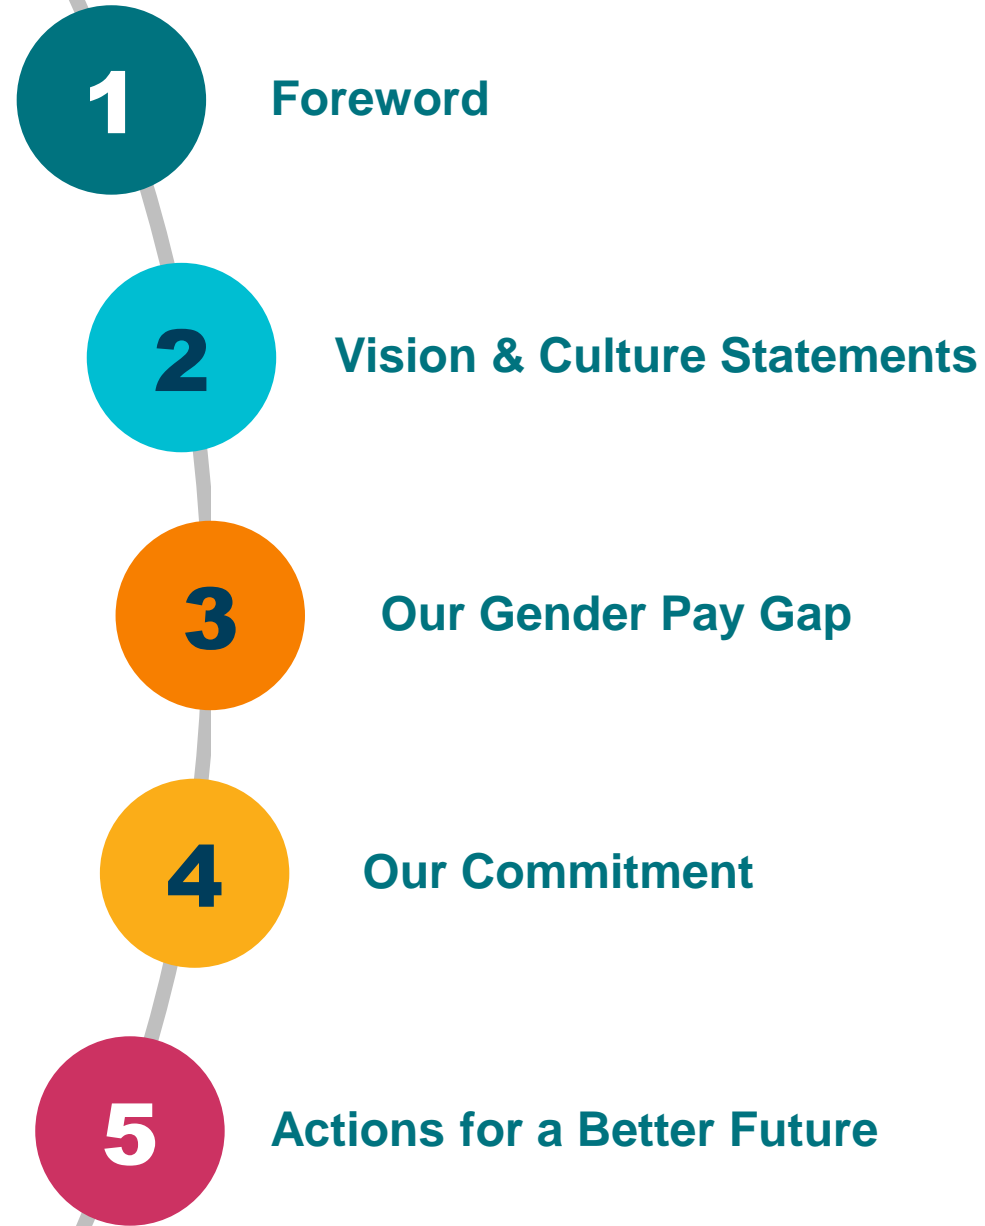 1 Foreword
2 Vision & Culture Statements
3 Our Gender Pay Gap
4 Our Commitment
5 Actions for a Better Future